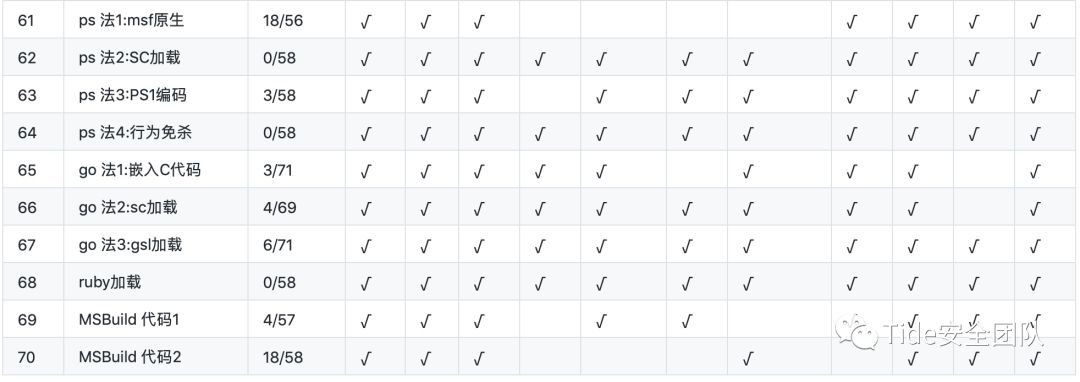 61 ps 法1:msf原生 18/56 √ √ √ √ √ √ √
62 ps 法2:SC加载 0/58 √ √ √ √ √ √ √ √ √ √ √
63 ps 法3:PS1编码 3/58 √ √ √ √ √ √ √ √ √ √
64 ps 法4:行为免杀 0/58 √ √ √ √ √ √ √ √ √ √ √
65 go 法1:嵌入C代码 3/71 √ √ √ √ √ √ √ √ √
66 go 法2:sc加载 4/69 √ √ √ √ √ √ √ √ √ √
67 go 法3:gsl加载 6/71 √ √ √ √ √ √ √ √ √ √ √
68 ruby加载 0/58 √ √ √ √ √ √ √ √ √ √ √
69 MSBuild 代码1 4/57 √ √ √ √ √ √ √ √
70 MSBuild 代码2 18/58 √ √ √ √ √ √ √
Tide安全团队